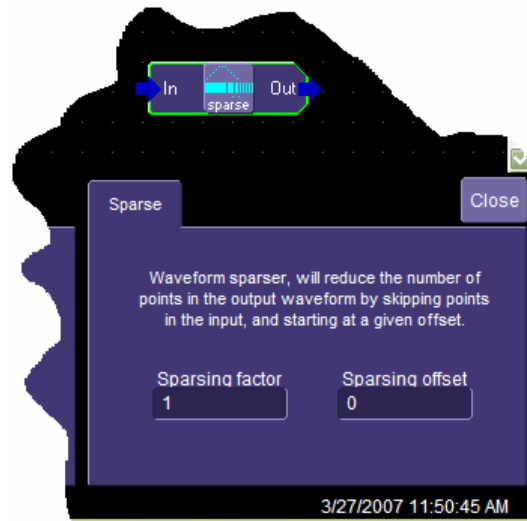 In
Out
sparse
Sparse
Close
Waveform sparser, will reduce the number of
points in the output waveform by skipping points
in the input, and starting at a given offset.
Sparsing factor
Sparsing offset
1
0
3/27/2007 11:50:45 AM